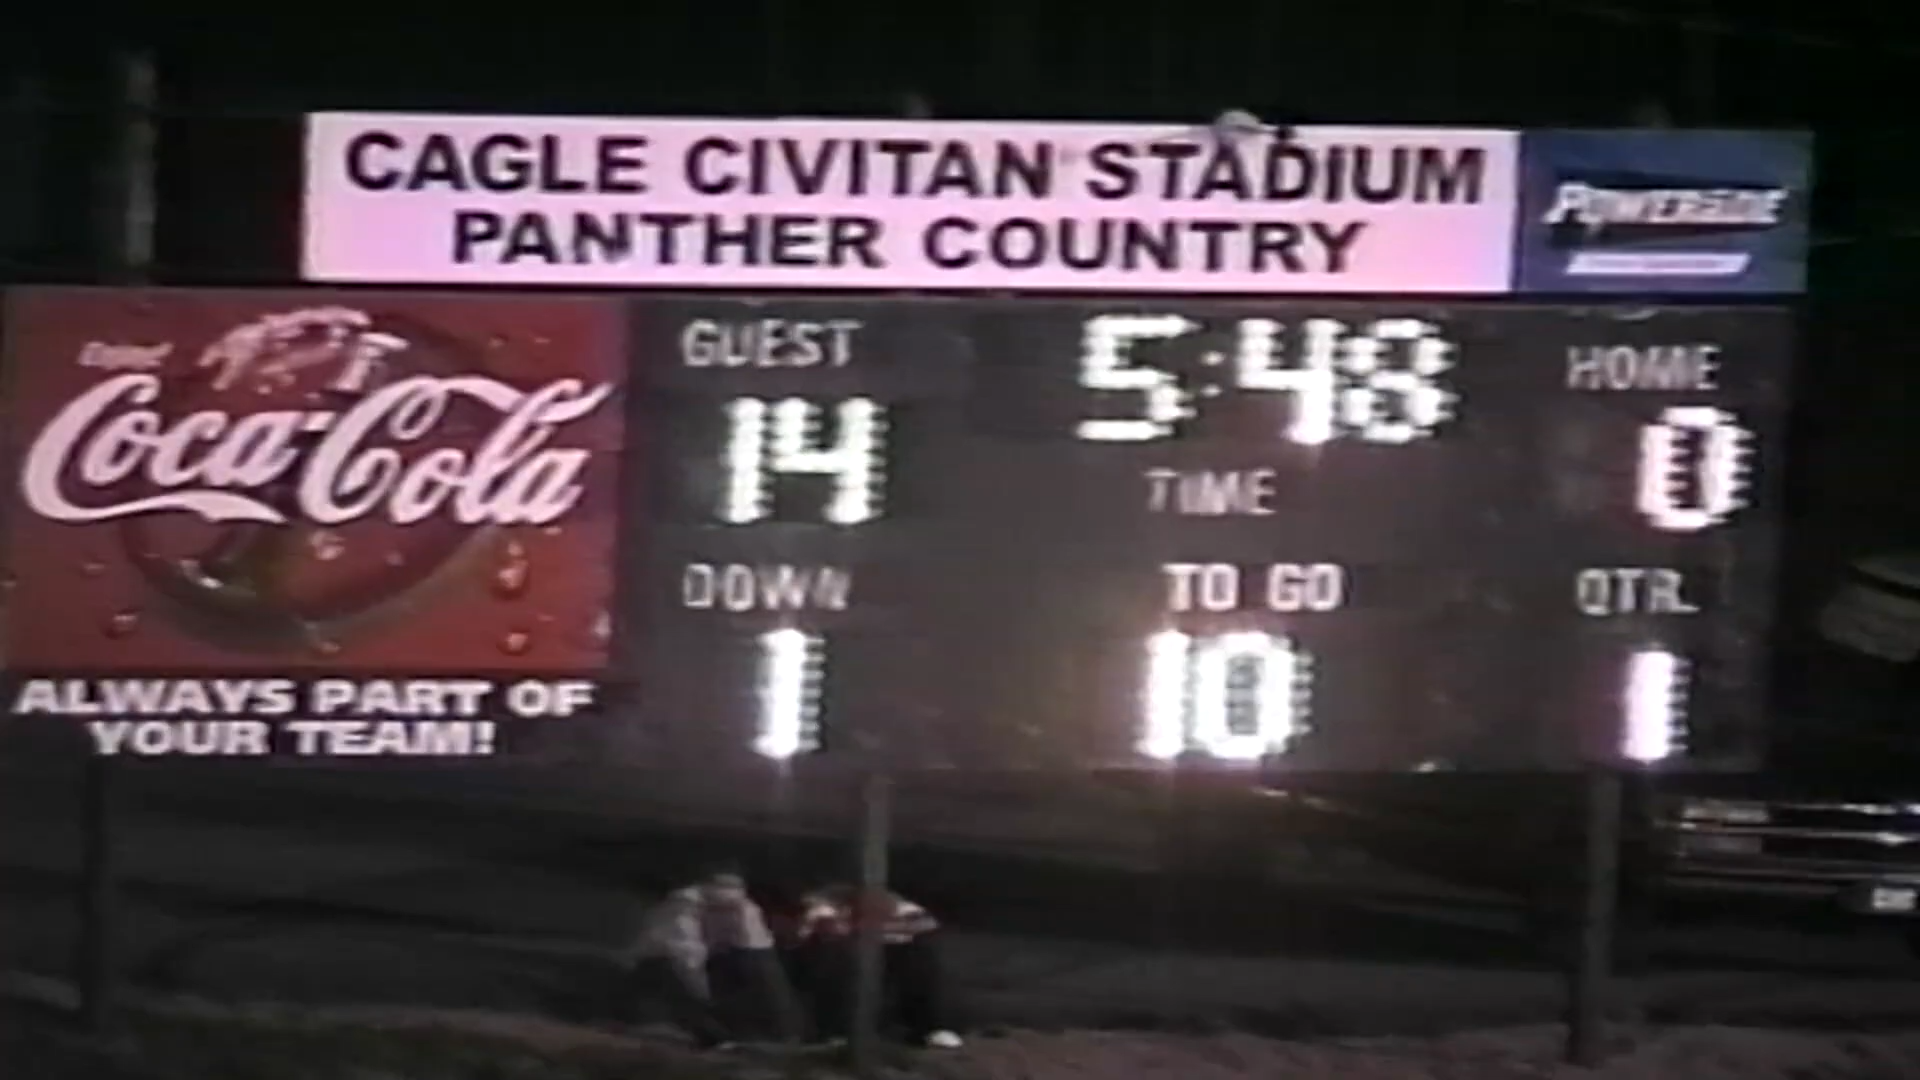 CAGLE CIVITAN STADIUM
PANTHER COUNTRY
POWERADE
Coca-Cola
ALWAYS PART OF
YOUR TEAM!
GUEST
14
5:48
TIME
HOME
0
DOWN
1
TO GO
10
QTR.
1